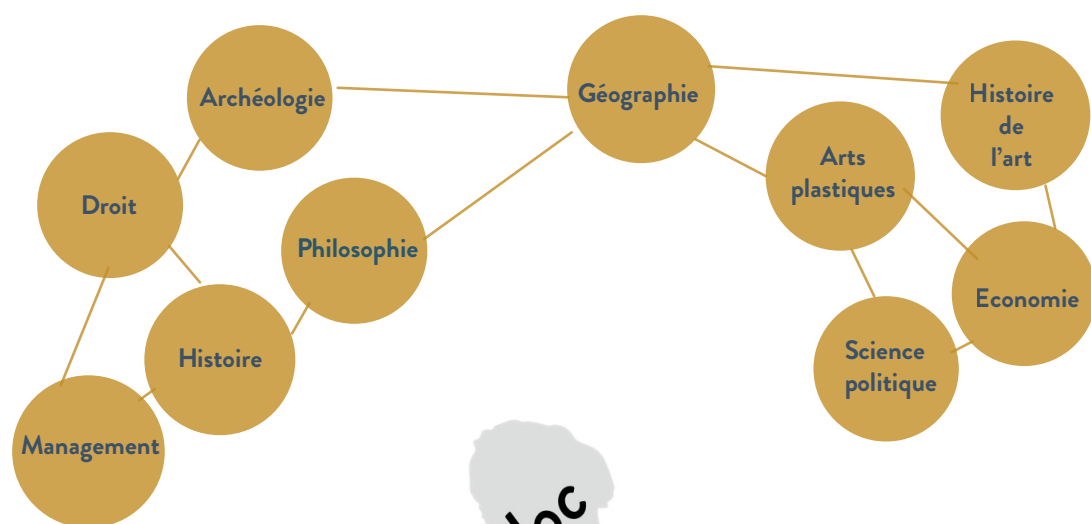 Archéologie
Géographie
Histoire
de
l'art
Arts
plastiques
Droit
Philosophie
Economie
Histoire
Science
politique
Management